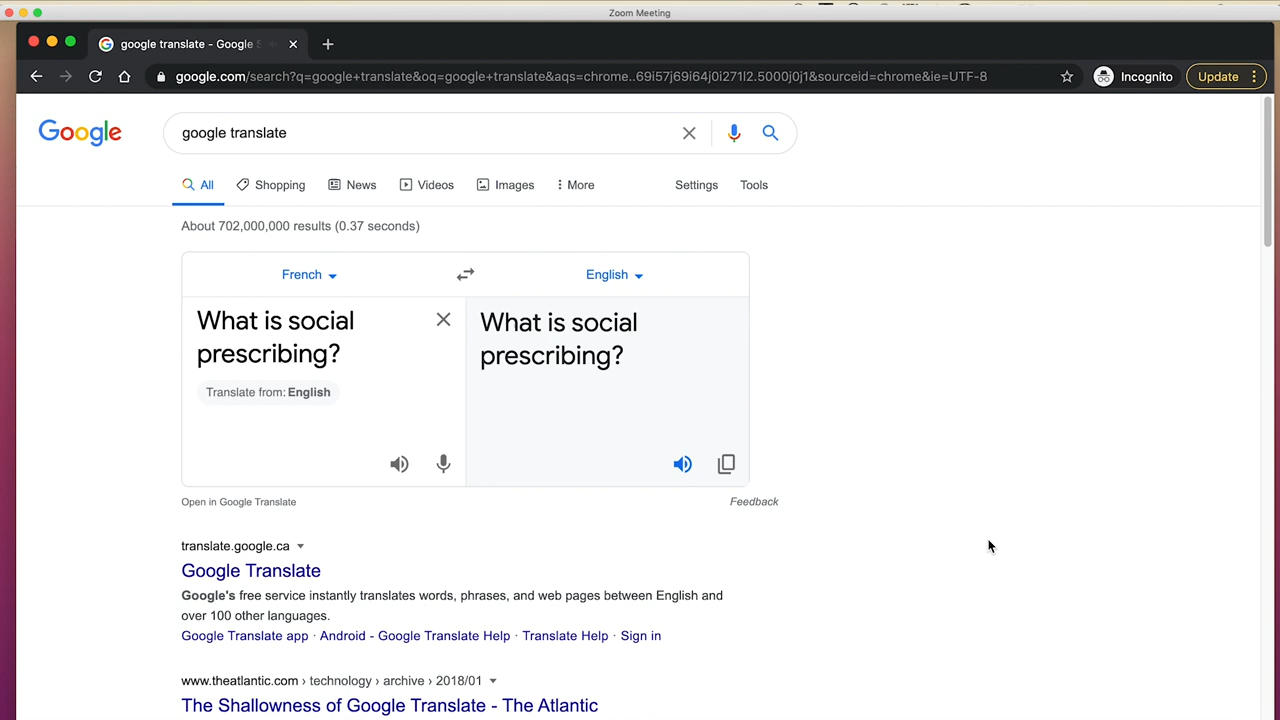 Zoom Meeting
google translate - Google S
google.com/search?q=google+translate&oq=google+translate&aqs=chrome..69i57j69i64j0i271l2.5000j0j1&sourceid=chrome&ie=UTF-8
Incognito
Update
Google
google translate
All
Shopping
News
Videos
Images
More
Settings
Tools
About 702,000,000 results (0.37 seconds)
French
English
What is social
prescribing?
Translate from: English
What is social
prescribing?
Open in Google Translate
Feedback
translate.google.ca
Google Translate
Google's free service instantly translates words, phrases, and web pages between English and
over 100 other languages.
Google Translate app · Android - Google Translate Help · Translate Help · Sign in
www.theatlantic.com › technology › archive › 2018/01
The Shallowness of Google Translate - The Atlantic